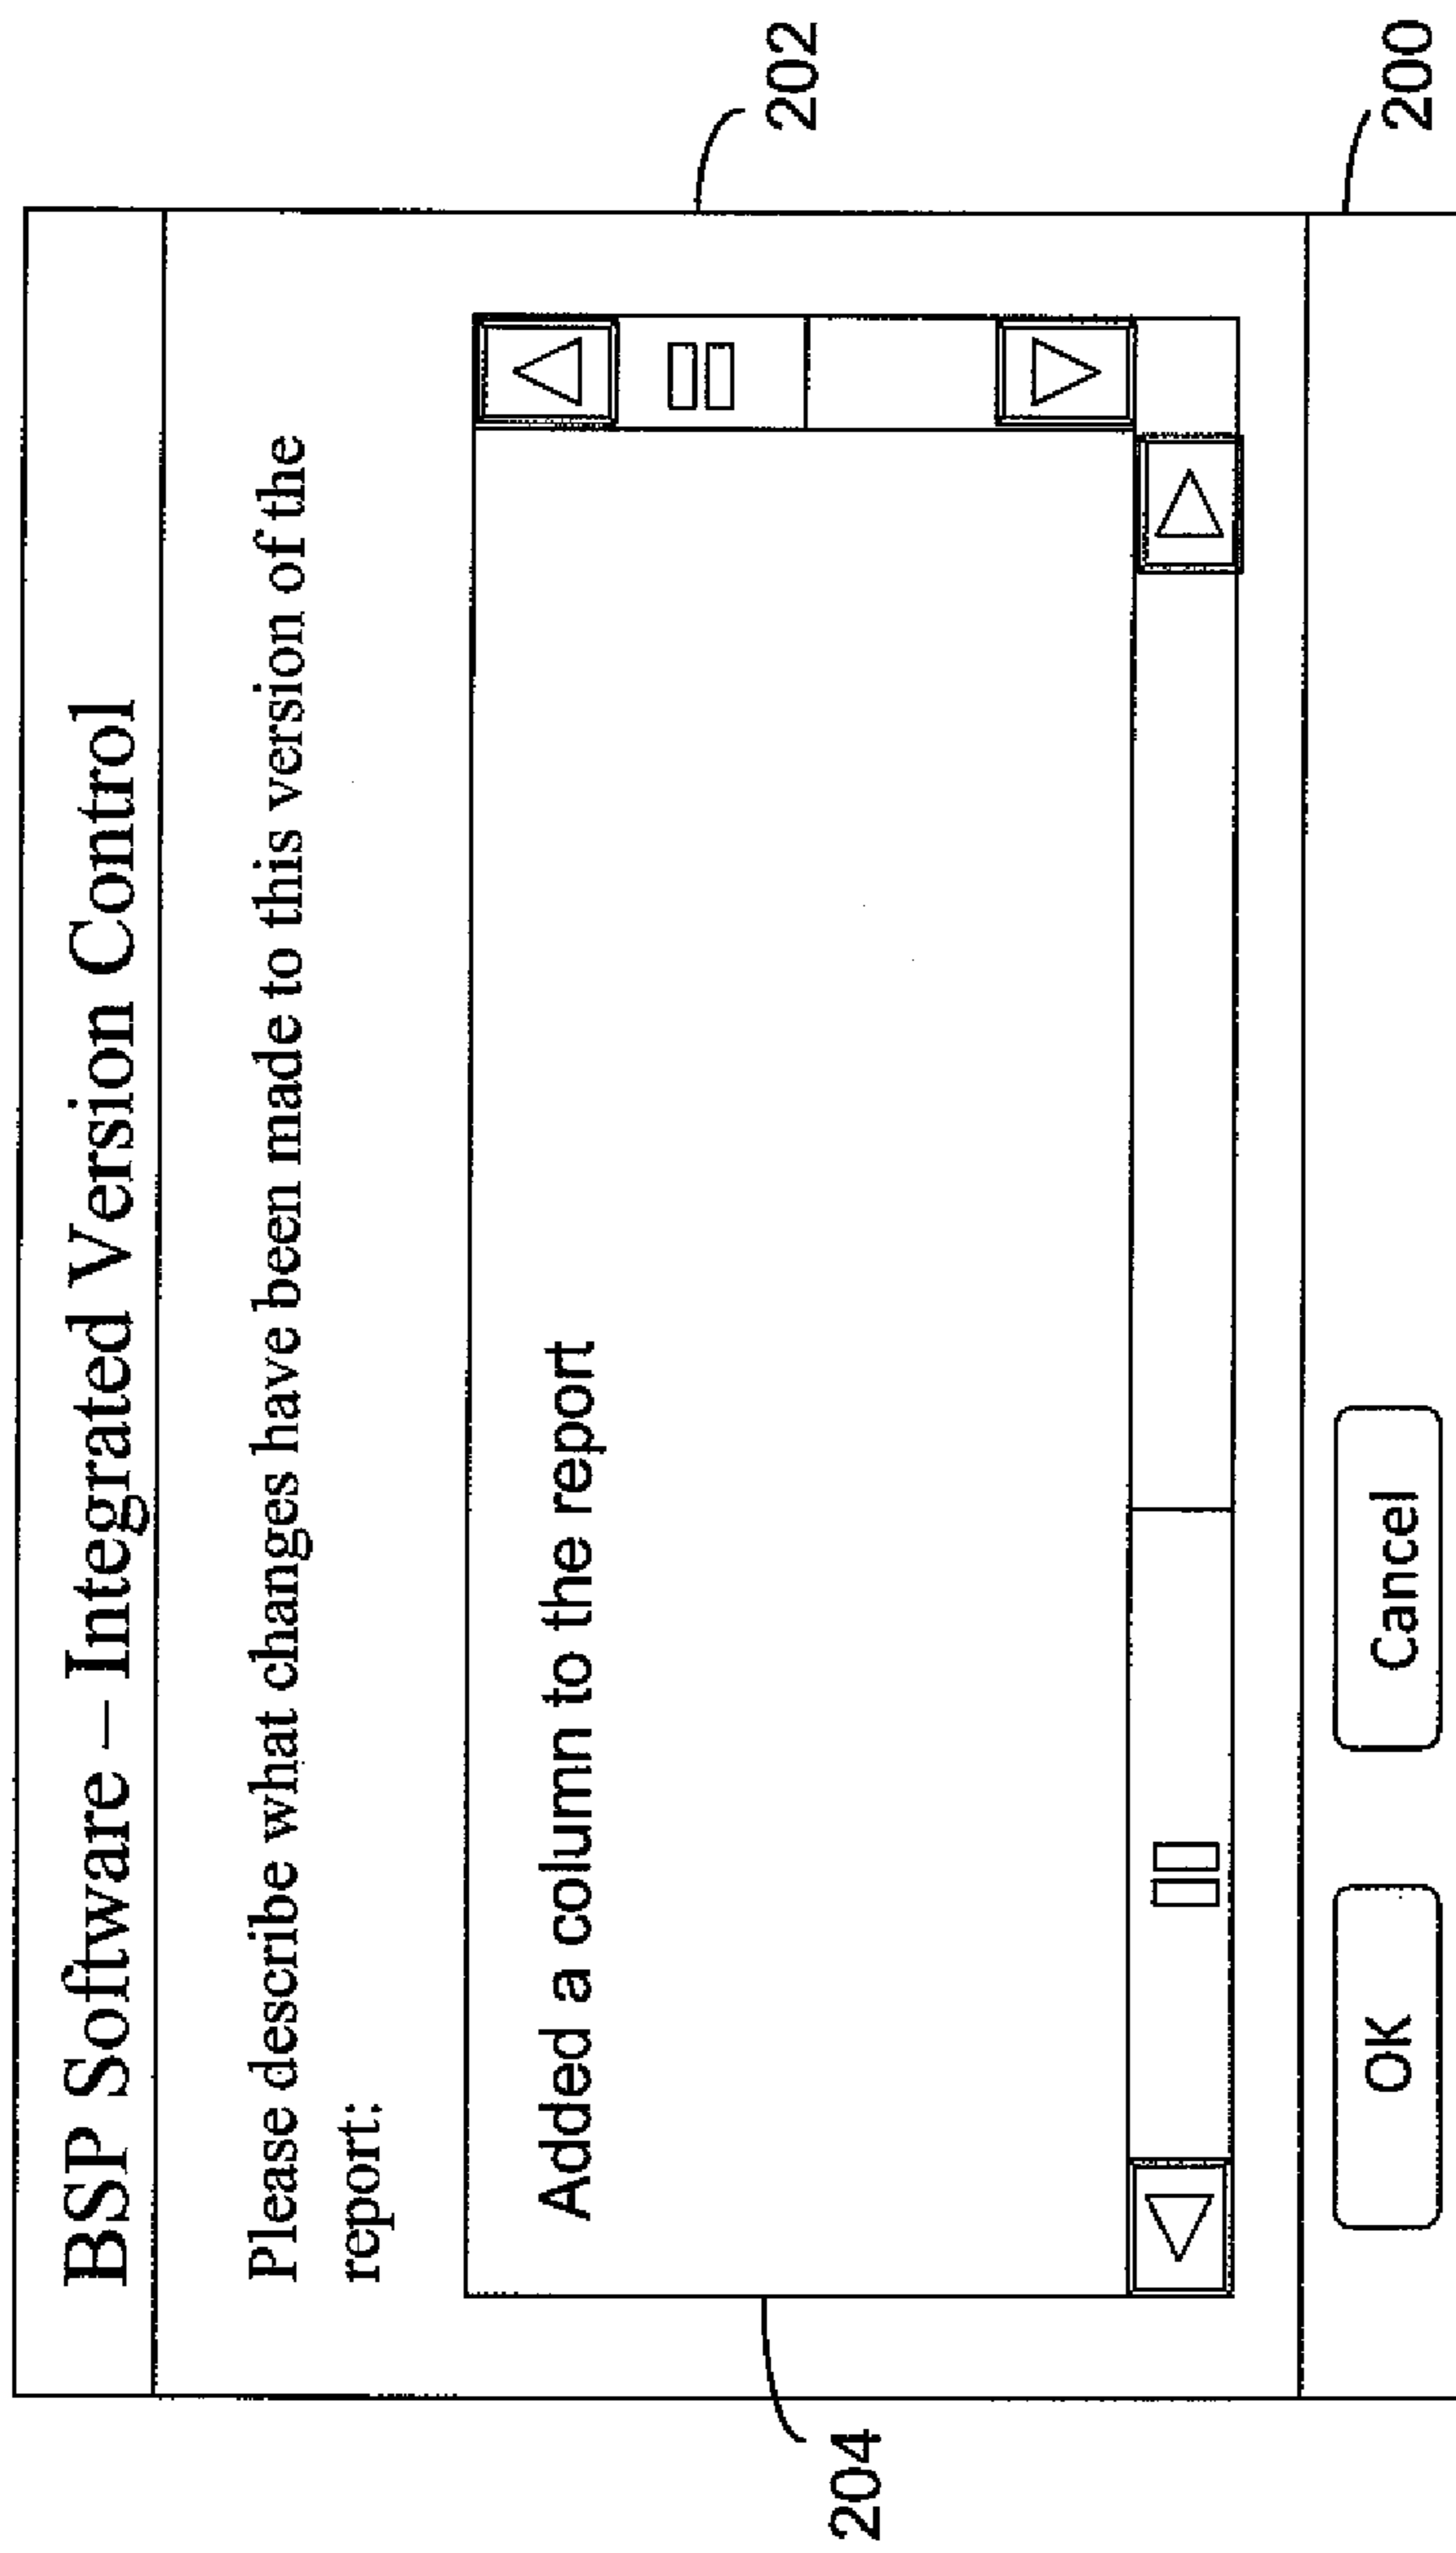 BSP Software – Integrated Version Control
Please describe what changes have been made to this version of the
report:
Added a column to the report
OK
Cancel
202
204
200